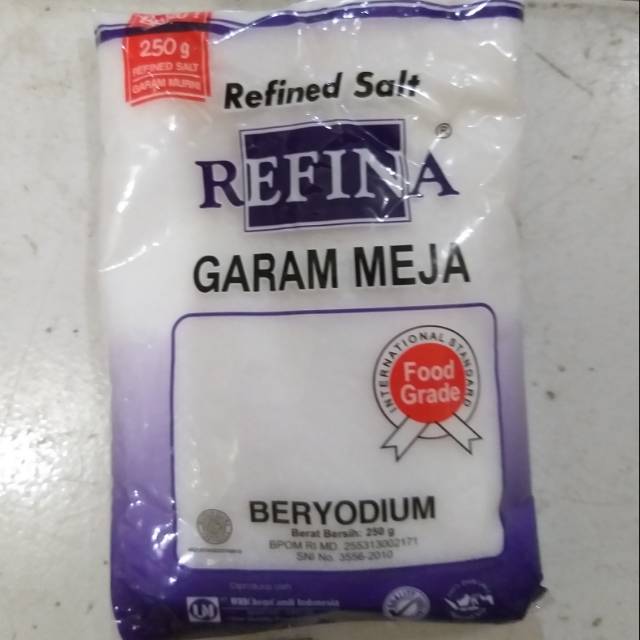 250 g
REFINED SALT
GARAM MURNI
Refined Salt
REFINA®
GARAM MEJA
INTERNATIONAL STANDARD
Food
Grade
BERYODIUM
Berat Bersih: 250 g
BPOM RI MD. 255313002171
SNI No. 3556-2010